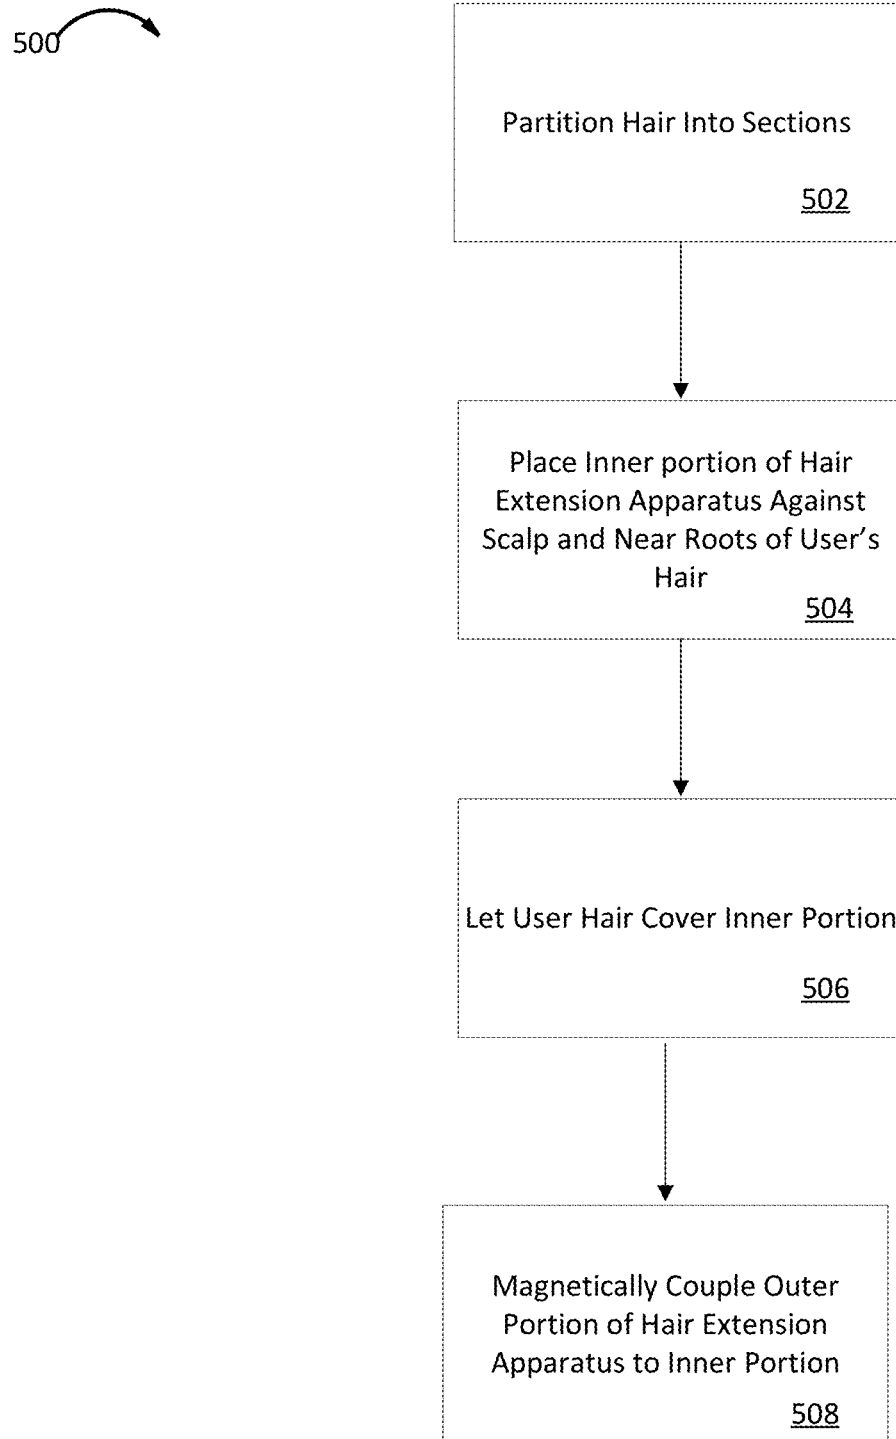 500
Partition Hair Into Sections
502
Place Inner portion of Hair
Extension Apparatus Against
Scalp and Near Roots of User’s
Hair
504
Let User Hair Cover Inner Portion
506
Magnetically Couple Outer
Portion of Hair Extension
Apparatus to Inner Portion
508